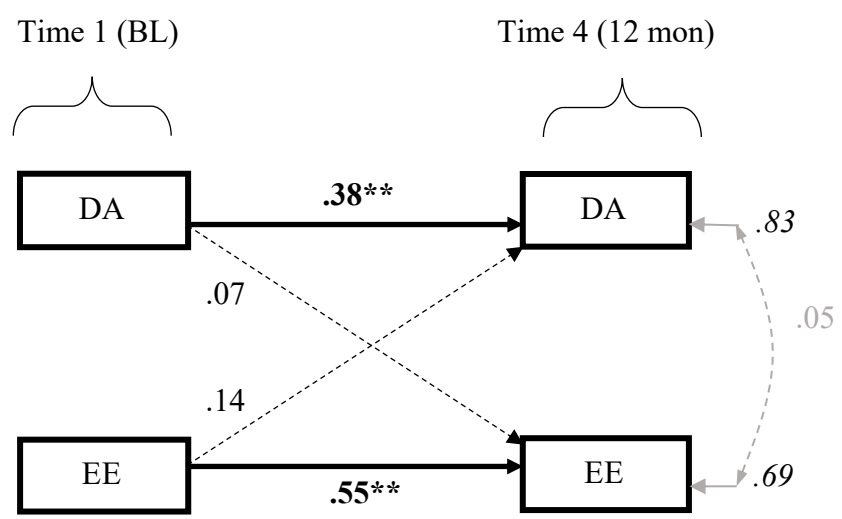 Time 1 (BL)
Time 4 (12 mon)
.38**
DA
DA
.83
.07
.05
.14
EE
EE
.69
.55**